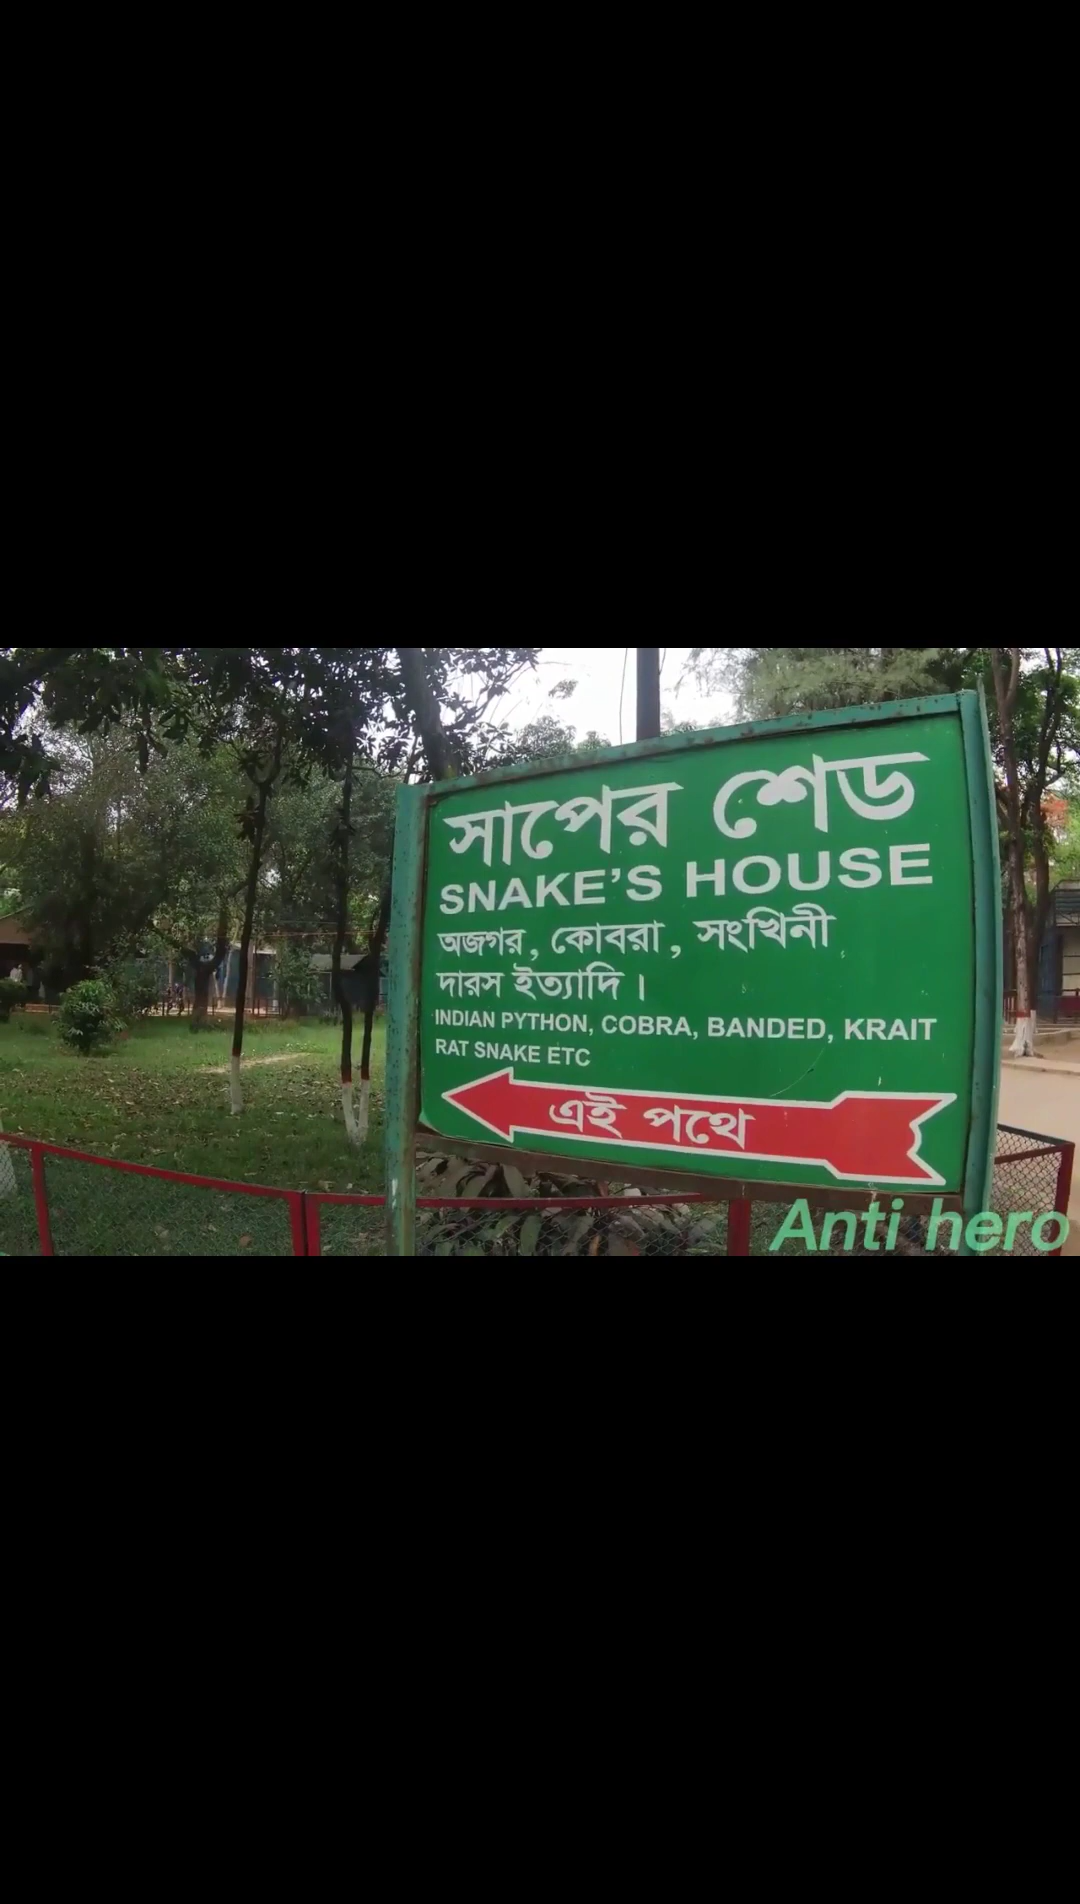 সাপের শেড
SNAKE'S HOUSE
অজগর, কোবরা, সংখিনী
দারস ইত্যাদি।
INDIAN PYTHON, COBRA, BANDED, KRAIT
RAT SNAKE ETC
এই পথে
Anti hero